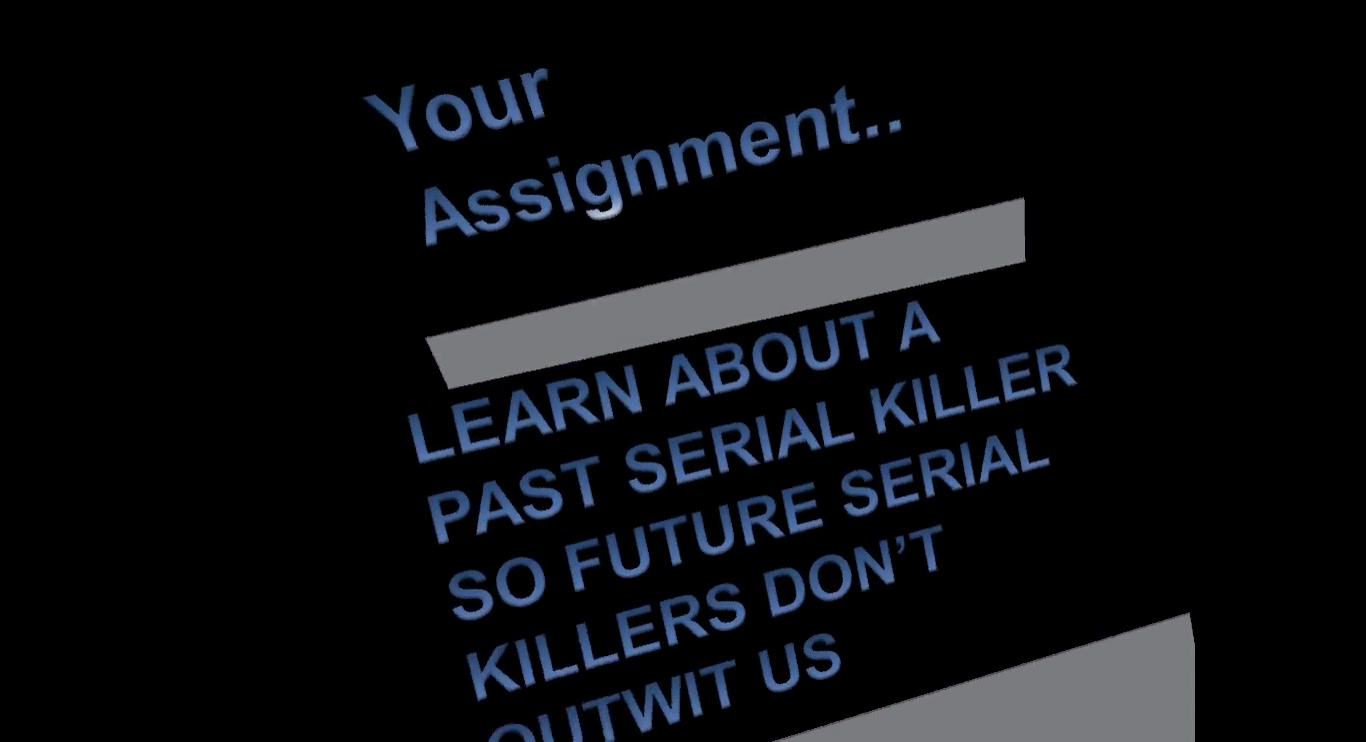 Your
Assignment..
LEARN ABOUT A
PAST SERIAL KILLER
SO FUTURE SERIAL
KILLERS DON’T
OUTWIT US